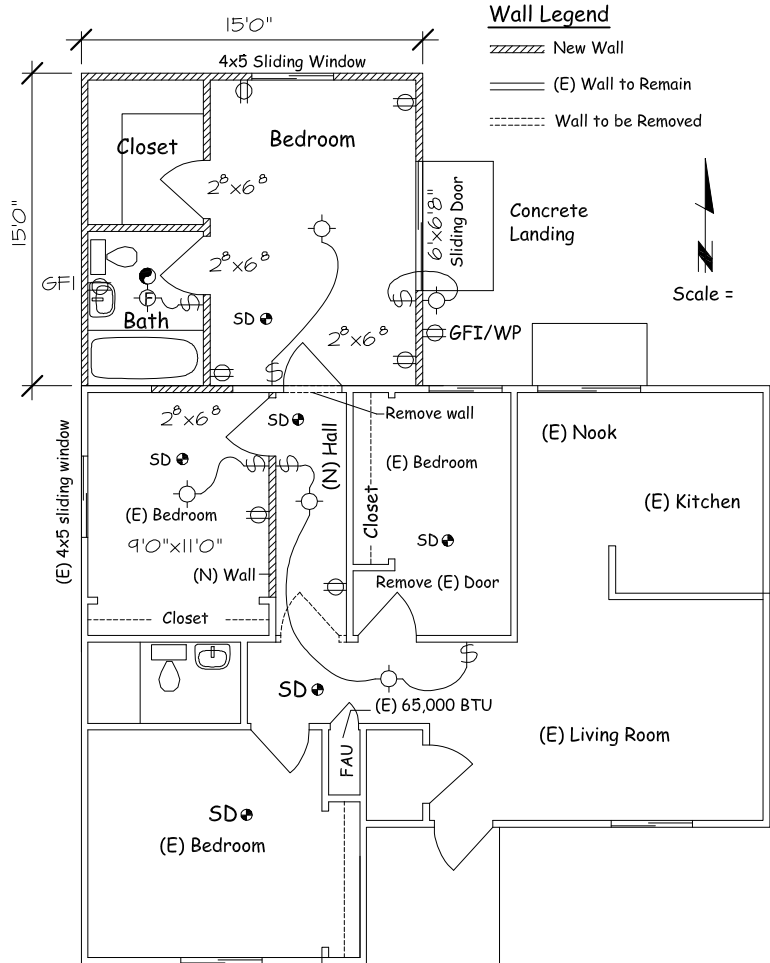 15'0"
Wall Legend
New Wall
(E) Wall to Remain
Wall to be Removed
4x5 Sliding Window
Closet
Bedroom
2⁸x6⁸
15'0"
6'x6'8"
Sliding Door
Concrete
Landing
2⁸x6⁸
GFI
F
S
S
Scale =
Bath
SD
2⁸x6⁸
GFI/WP
S
2⁸x6⁸
SD
Remove wall
(N) Hall
(E) Nook
(E) 4x5 sliding window
SD
S
S
(E) Bedroom
(E) Kitchen
(E) Bedroom
Closet
9'0"x11'0"
SD
(N) Wall
Remove (E) Door
Closet
S
SD
(E) 65,000 BTU
(E) Living Room
FAU
SD
(E) Bedroom